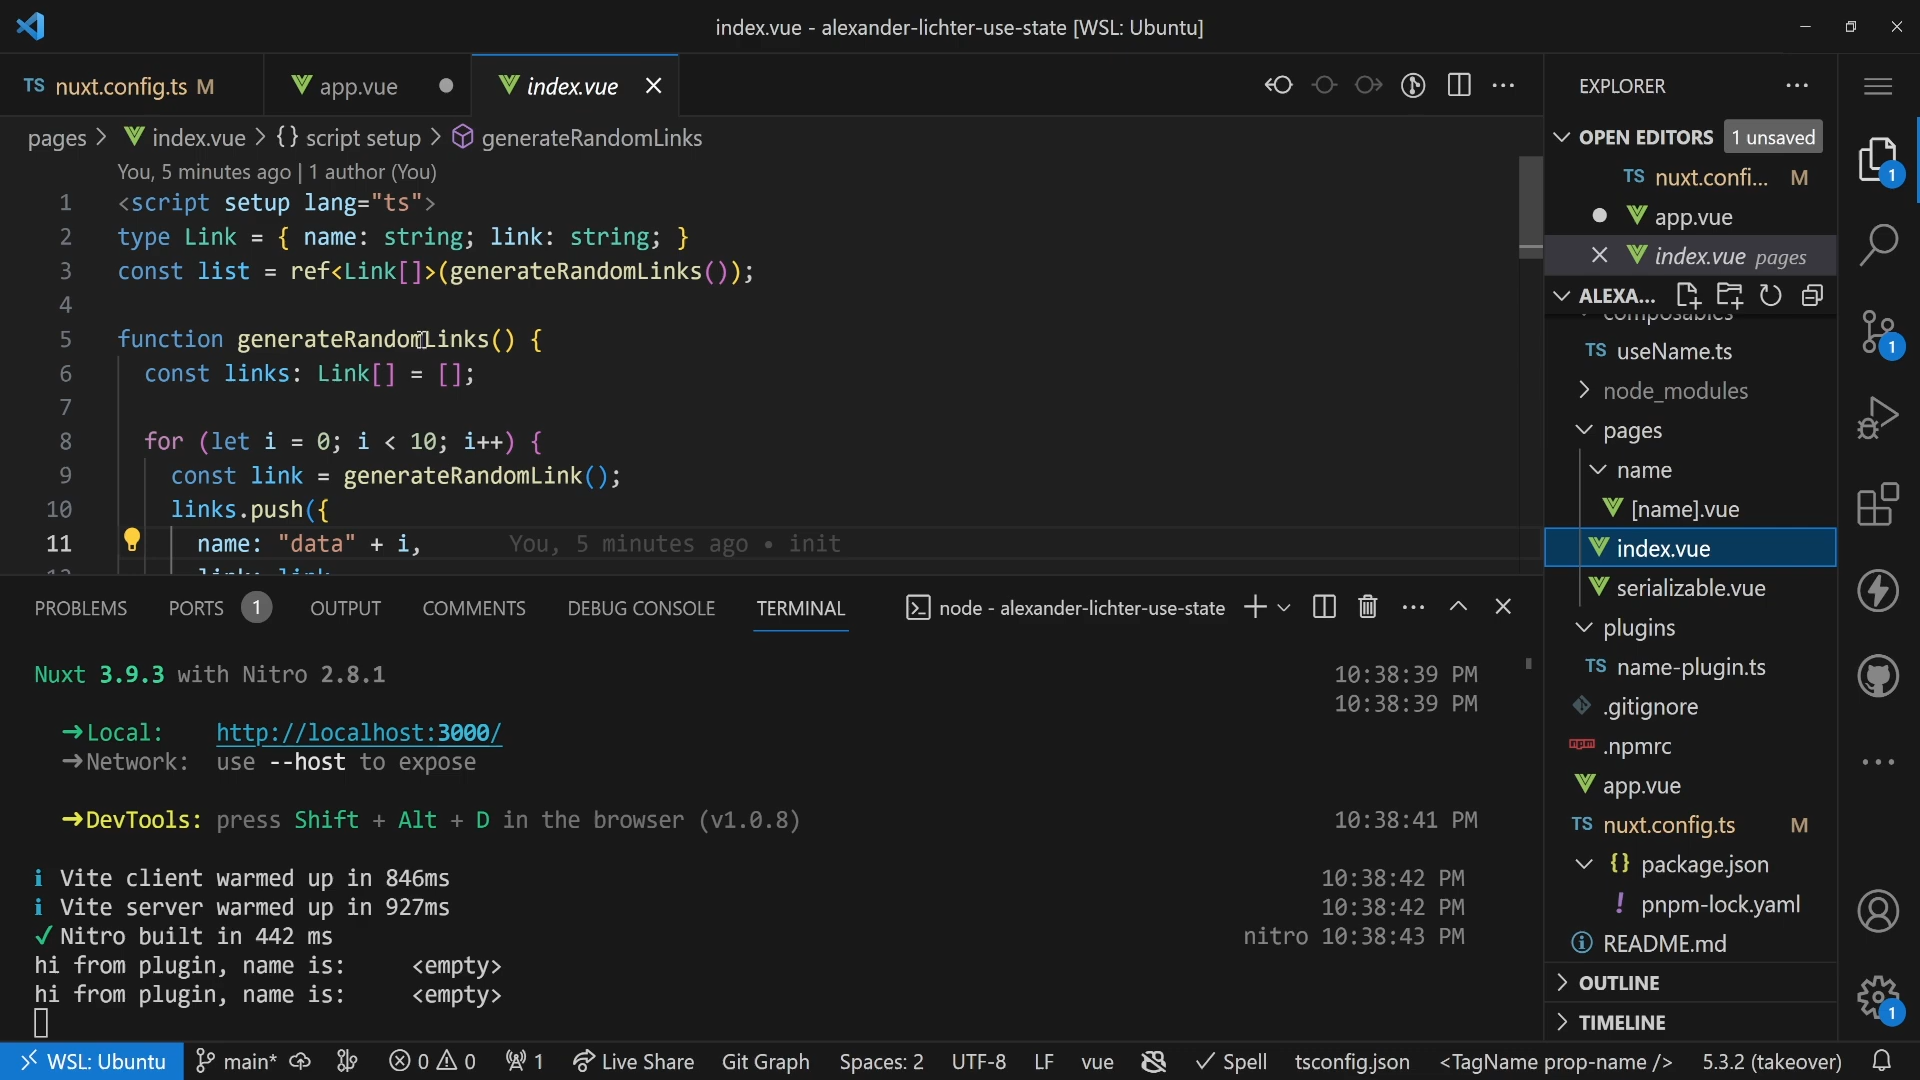 index.vue - alexander-lichter-use-state [WSL: Ubuntu]
TS nuxt.config.ts M
app.vue
index.vue
pages > index.vue > {} script setup > generateRandomLinks
You, 5 minutes ago | 1 author (You)
1 <script setup lang="ts">
2 type Link = { name: string; link: string; }
3 const list = ref<Link[]>(generateRandomLinks());
4
5 function generateRandomLinks() {
6 const links: Link[] = [];
7
8 for (let i = 0; i < 10; i++) {
9 const link = generateRandomLink();
10 links.push({
11 name: "data" + i, You, 5 minutes ago • init
12 link: link
PROBLEMS PORTS 1 OUTPUT COMMENTS DEBUG CONSOLE TERMINAL node - alexander-lichter-use-state
Nuxt 3.9.3 with Nitro 2.8.1 10:38:39 PM
10:38:39 PM
➜Local: http://localhost:3000/
➜Network: use --host to expose
➜DevTools: press Shift + Alt + D in the browser (v1.0.8) 10:38:41 PM
ℹ Vite client warmed up in 846ms 10:38:42 PM
ℹ Vite server warmed up in 927ms 10:38:42 PM
✓ Nitro built in 442 ms nitro 10:38:43 PM
hi from plugin, name is: <empty>
hi from plugin, name is: <empty>
EXPLORER
OPEN EDITORS 1 unsaved
TS nuxt.confi... M
app.vue
index.vue pages
ALEXA...
composables
TS useName.ts
node_modules
pages
name
[name].vue
index.vue
serializable.vue
plugins
TS name-plugin.ts
.gitignore
npm .npmrc
app.vue
TS nuxt.config.ts M
{} package.json
! pnpm-lock.yaml
README.md
OUTLINE
TIMELINE
1
1
1
WSL: Ubuntu main* 0 0 1 Live Share Git Graph Spaces: 2 UTF-8 LF vue Spell tsconfig.json <TagName prop-name /> 5.3.2 (takeover)